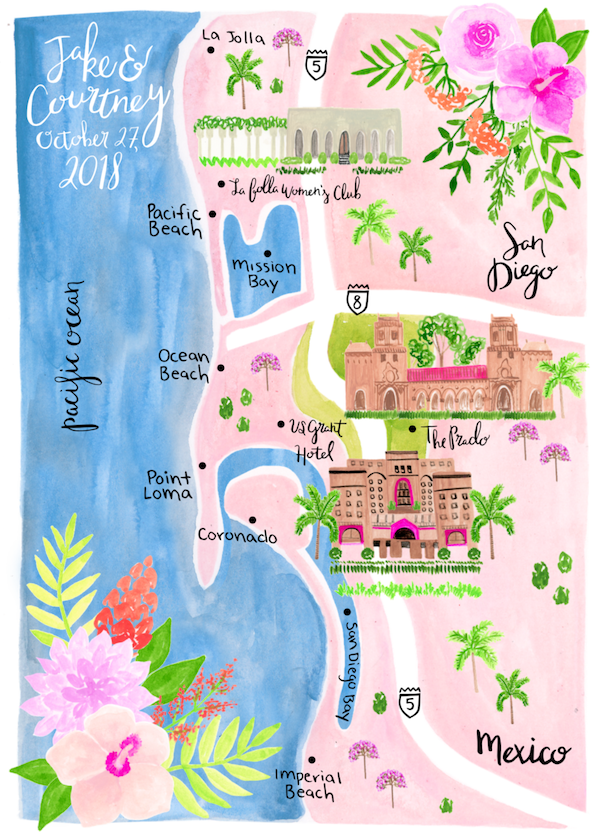 Jake &
Courtney
October 27,
2018
La Jolla
5
La Jolla Women's Club
Pacific
Beach
Mission
Bay
San
Diego
8
pacific ocean
Ocean
Beach
US Grant
Hotel
The Prado
Point
Loma
Coronado
San Diego Bay
5
Mexico
Imperial
Beach